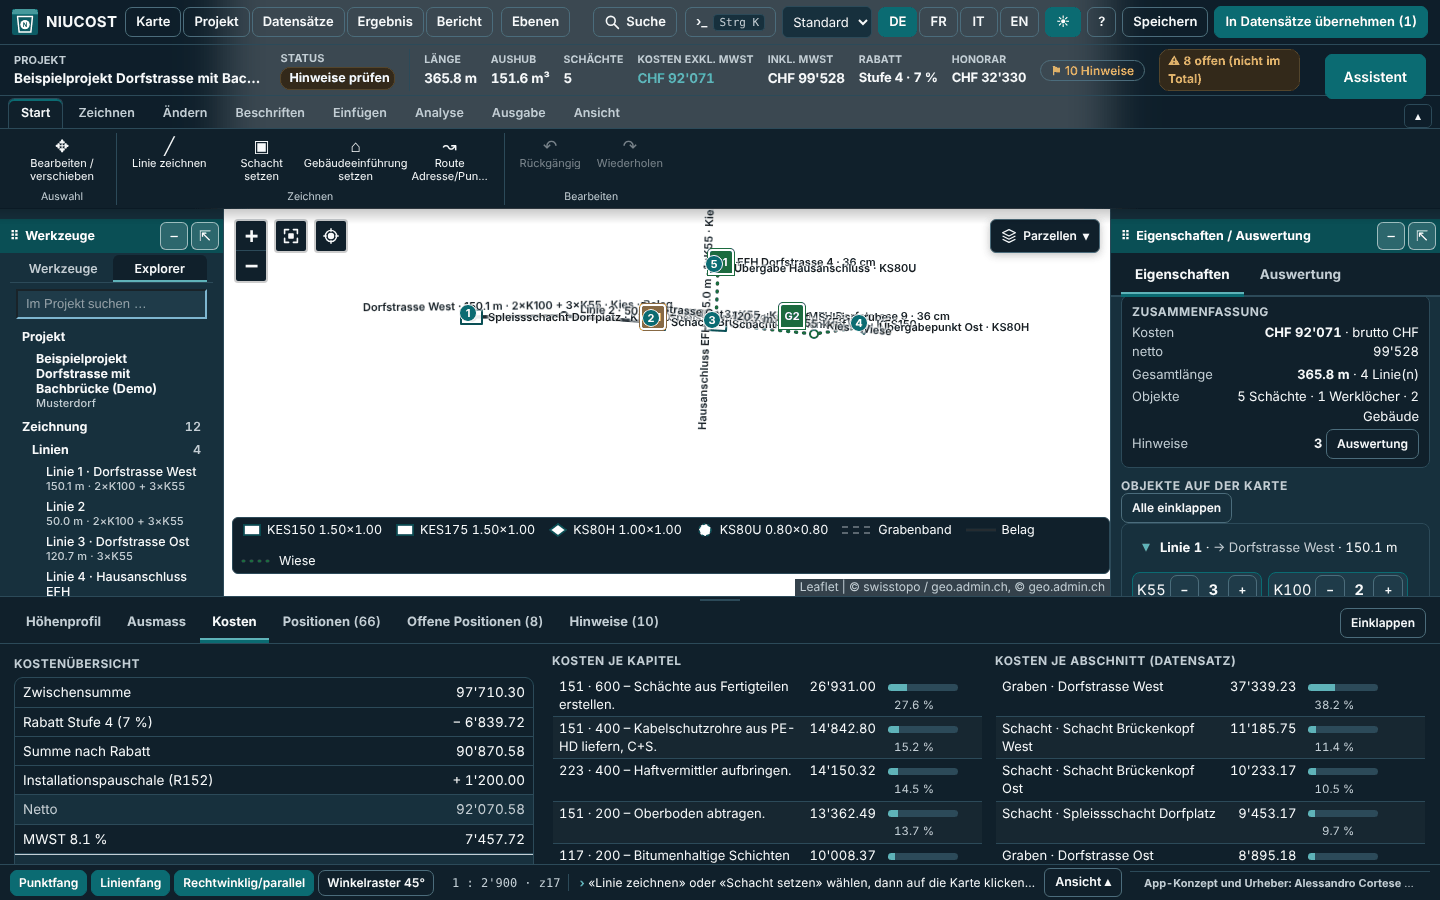 NIUCOST Karte Projekt Datensätze Ergebnis Bericht Ebenen Suche ›_ Strg K Standard DE FR IT EN ? Speichern In Datensätze übernehmen (1)
PROJEKT
Beispielprojekt Dorfstrasse mit Bac...
STATUS
Hinweise prüfen
LÄNGE
365.8 m
AUSHUB
151.6 m³
SCHÄCHTE
5
KOSTEN EXKL. MWST
CHF 92'071
INKL. MWST
CHF 99'528
RABATT
Stufe 4 · 7 %
HONORAR
CHF 32'330
10 Hinweise
8 offen (nicht im
Total)
Assistent
Start Zeichnen Ändern Beschriften Einfügen Analyse Ausgabe Ansicht
Bearbeiten /
verschieben
Auswahl
Linie zeichnen
Schacht
setzen
Gebäudeeinführung
setzen
Route
Adresse/Pun...
Zeichnen
Rückgängig
Wiederholen
Bearbeiten
Werkzeuge
Werkzeuge Explorer
Im Projekt suchen ...
Projekt
Beispielprojekt
Dorfstrasse mit
Bachbrücke (Demo)
Musterdorf
Zeichnung 12
Linien 4
Linie 1 · Dorfstrasse West
150.1 m · 2×K100 + 3×K55
Linie 2
50.0 m · 2×K100 + 3×K55
Linie 3 · Dorfstrasse Ost
120.7 m · 3×K55
Linie 4 · Hausanschluss
EFH
+
−
Parzellen ▾
5
EFH Dorfstrasse 4 · 36 cm
Übergabe Hausanschluss · KS80U
Dorfstrasse West · 150.1 m · 2×K100 + 3×K55 · Kies · Belag
1
Spleissschacht Dorfplatz
2
3
G2
4
Übergabepunkt Ost · KS80H
Hausanschluss EFH
KES150 1.50×1.00 KES175 1.50×1.00 KS80H 1.00×1.00 KS80U 0.80×0.80 Grabenband Belag
Wiese
Leaflet | © swisstopo / geo.admin.ch, © geo.admin.ch
Eigenschaften / Auswertung
Eigenschaften Auswertung
ZUSAMMENFASSUNG
Kosten
netto
CHF 92'071 · brutto CHF
99'528
Gesamtlänge 365.8 m · 4 Linie(n)
Objekte 5 Schächte · 1 Werklöcher · 2
Gebäude
Hinweise 3 Auswertung
OBJEKTE AUF DER KARTE
Alle einklappen
▼ Linie 1 · → Dorfstrasse West · 150.1 m
K55 − 3 + K100 − 2 +
Höhenprofil Ausmass Kosten Positionen (66) Offene Positionen (8) Hinweise (10) Einklappen
KOSTENÜBERSICHT
Zwischensumme 97'710.30
Rabatt Stufe 4 (7 %) − 6'839.72
Summe nach Rabatt 90'870.58
Installationspauschale (R152) + 1'200.00
Netto 92'070.58
MWST 8.1 % 7'457.72
KOSTEN JE KAPITEL
151 · 600 – Schächte aus Fertigteilen
erstellen.
26'931.00
27.6 %
151 · 400 – Kabelschutzrohre aus PE-
HD liefern, C+S.
14'842.80
15.2 %
223 · 400 – Haftvermittler aufbringen. 14'150.32
14.5 %
151 · 200 – Oberboden abtragen. 13'362.49
13.7 %
117 · 200 – Bitumenhaltige Schichten 10'008.37
KOSTEN JE ABSCHNITT (DATENSATZ)
Graben · Dorfstrasse West 37'339.23
38.2 %
Schacht · Schacht Brückenkopf
West
11'185.75
11.4 %
Schacht · Schacht Brückenkopf
Ost
10'233.17
10.5 %
Schacht · Spleissschacht Dorfplatz 9'453.17
9.7 %
Graben · Dorfstrasse Ost 8'895.18
Punktfang Linienfang Rechtwinklig/parallel Winkelraster 45° 1 : 2'900 · z17 › «Linie zeichnen» oder «Schacht setzen» wählen, dann auf die Karte klicken... Ansicht ▴ App-Konzept und Urheber: Alessandro Cortese ...